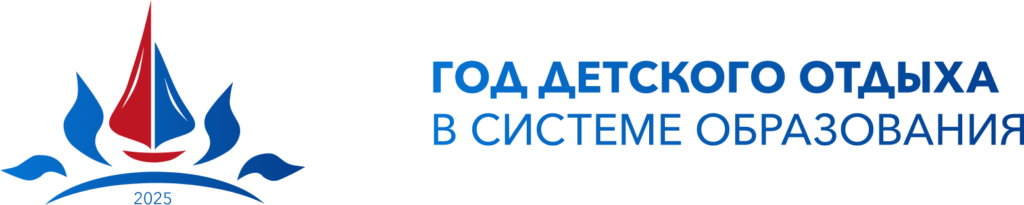 ГОД ДЕТСКОГО ОТДЫХА
В СИСТЕМЕ ОБРАЗОВАНИЯ
2025